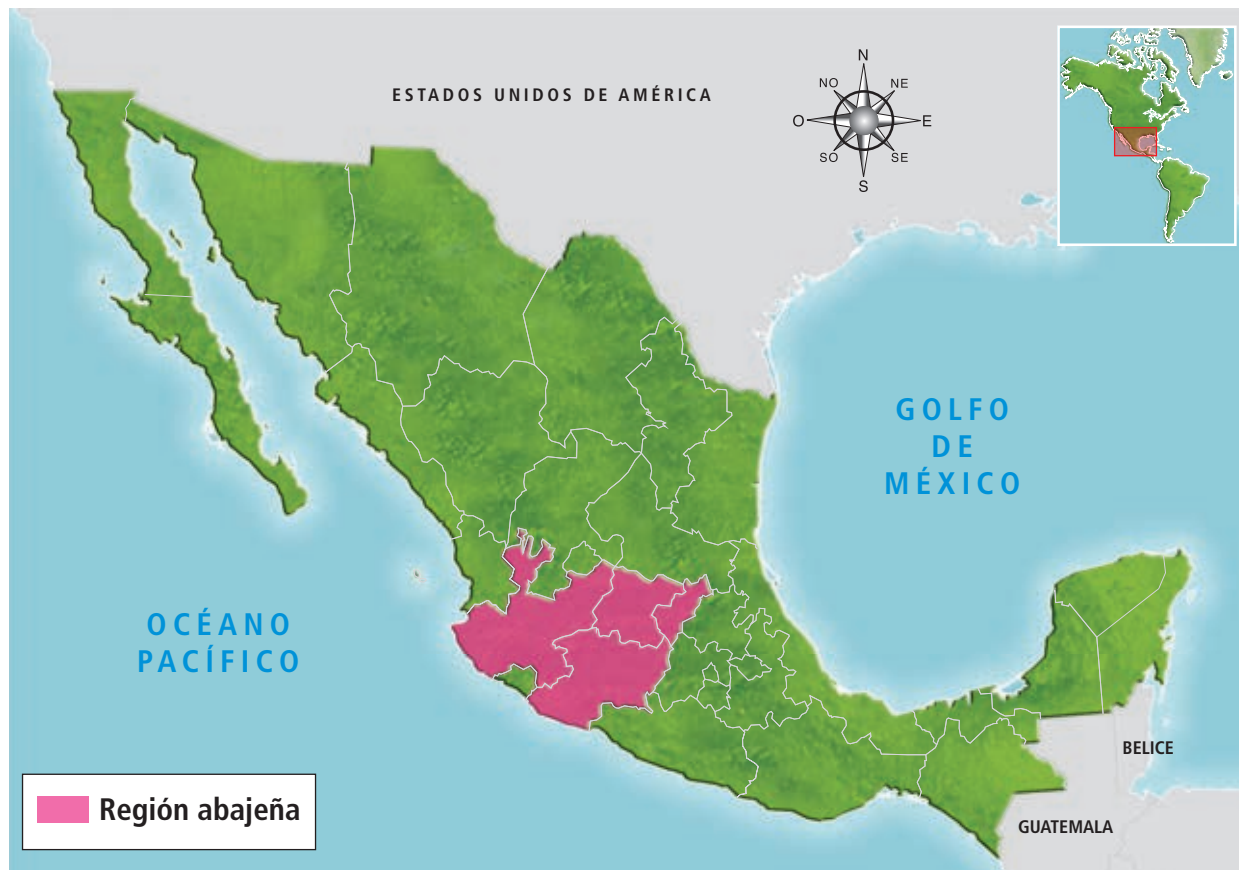 ESTADOS UNIDOS DE AMÉRICA
N
NO
NE
O
E
SO
SE
S
GOLFO
DE
MÉXICO
OCÉANO
PACÍFICO
BELICE
GUATEMALA
Región abajeña